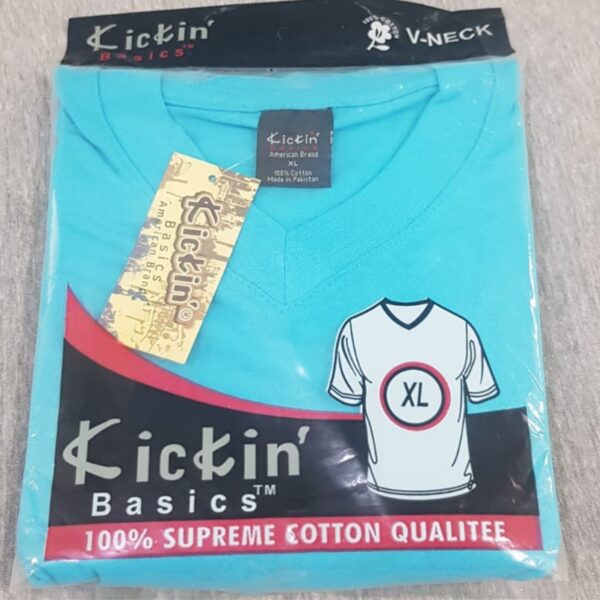 Kickin'
Basics™
100% COTTON
V-NECK
Kickin'
Basics
American Brand
XL
100% Cotton
Made in Pakistan
Kickin'®
Basics
American Brand
XL
Kickin'
Basics™
100% SUPREME COTTON QUALITEE